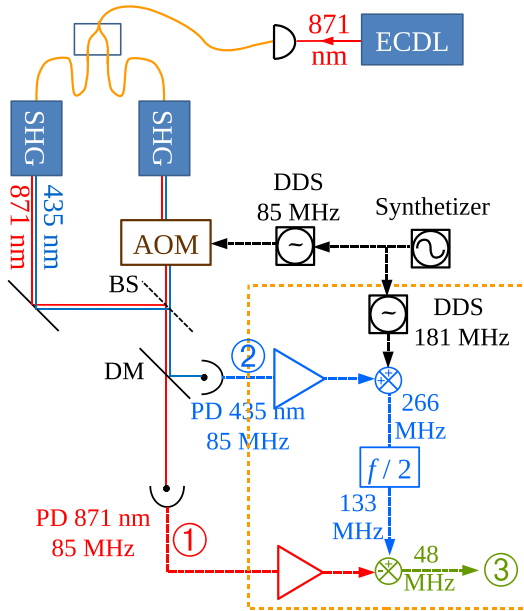 871
nm
ECDL
SHG
SHG
871 nm
435 nm
DDS
85 MHz
Synthetizer
AOM
~
BS
~
DDS
181 MHz
DM
②
PD 435 nm
85 MHz
+
+
266
MHz
f / 2
133
MHz
PD 871 nm
85 MHz
①
+
-
48
MHz
③